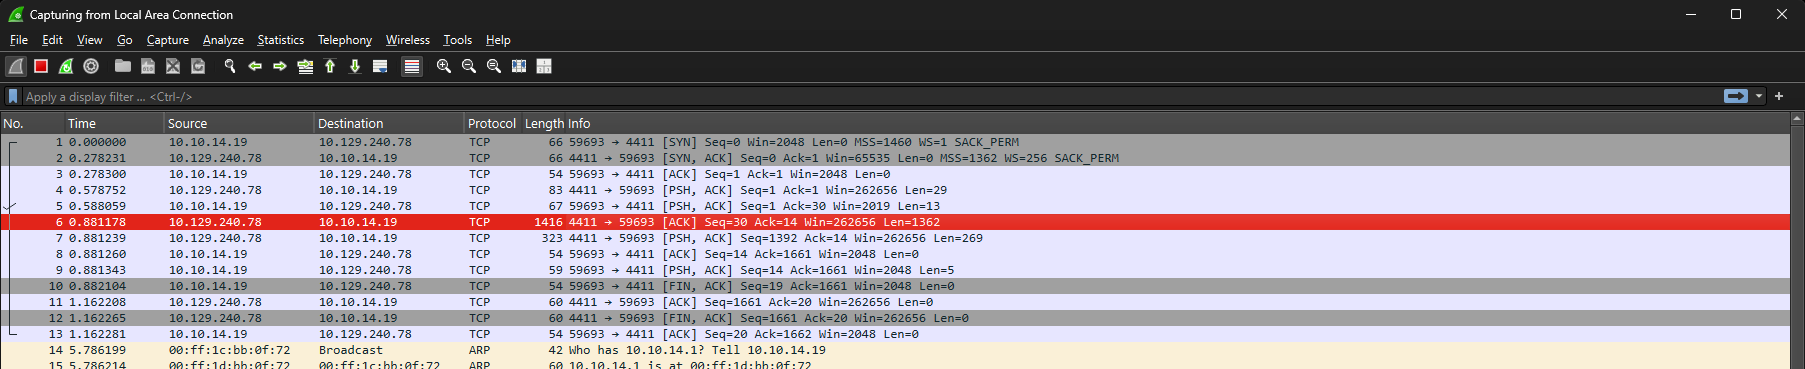 Capturing from Local Area Connection
File Edit View Go Capture Analyze Statistics Telephony Wireless Tools Help
Apply a display filter ... <Ctrl-/>
No. Time Source Destination Protocol Length Info
1 0.000000 10.10.14.19 10.129.240.78 TCP 66 59693 → 4411 [SYN] Seq=0 Win=2048 Len=0 MSS=1460 WS=1 SACK_PERM
2 0.278231 10.129.240.78 10.10.14.19 TCP 66 4411 → 59693 [SYN, ACK] Seq=0 Ack=1 Win=65535 Len=0 MSS=1362 WS=256 SACK_PERM
3 0.278300 10.10.14.19 10.129.240.78 TCP 54 59693 → 4411 [ACK] Seq=1 Ack=1 Win=2048 Len=0
4 0.578752 10.129.240.78 10.10.14.19 TCP 83 4411 → 59693 [PSH, ACK] Seq=1 Ack=1 Win=262656 Len=29
5 0.588059 10.10.14.19 10.129.240.78 TCP 67 59693 → 4411 [PSH, ACK] Seq=1 Ack=30 Win=2019 Len=13
6 0.881178 10.129.240.78 10.10.14.19 TCP 1416 4411 → 59693 [ACK] Seq=30 Ack=14 Win=262656 Len=1362
7 0.881239 10.129.240.78 10.10.14.19 TCP 323 4411 → 59693 [PSH, ACK] Seq=1392 Ack=14 Win=262656 Len=269
8 0.881260 10.10.14.19 10.129.240.78 TCP 54 59693 → 4411 [ACK] Seq=14 Ack=1661 Win=2048 Len=0
9 0.881343 10.10.14.19 10.129.240.78 TCP 59 59693 → 4411 [PSH, ACK] Seq=14 Ack=1661 Win=2048 Len=5
10 0.882104 10.10.14.19 10.129.240.78 TCP 54 59693 → 4411 [FIN, ACK] Seq=19 Ack=1661 Win=2048 Len=0
11 1.162208 10.129.240.78 10.10.14.19 TCP 60 4411 → 59693 [ACK] Seq=1661 Ack=20 Win=262656 Len=0
12 1.162265 10.129.240.78 10.10.14.19 TCP 60 4411 → 59693 [FIN, ACK] Seq=1661 Ack=20 Win=262656 Len=0
13 1.162281 10.10.14.19 10.129.240.78 TCP 54 59693 → 4411 [ACK] Seq=20 Ack=1662 Win=2048 Len=0
14 5.786199 00:ff:1c:bb:0f:72 Broadcast ARP 42 Who has 10.10.14.1? Tell 10.10.14.19
15 5.786214 00:ff:1d:bb:0f:72 00:ff:1c:bb:0f:72 ARP 60 10.10.14.1 is at 00:ff:1d:bb:0f:72